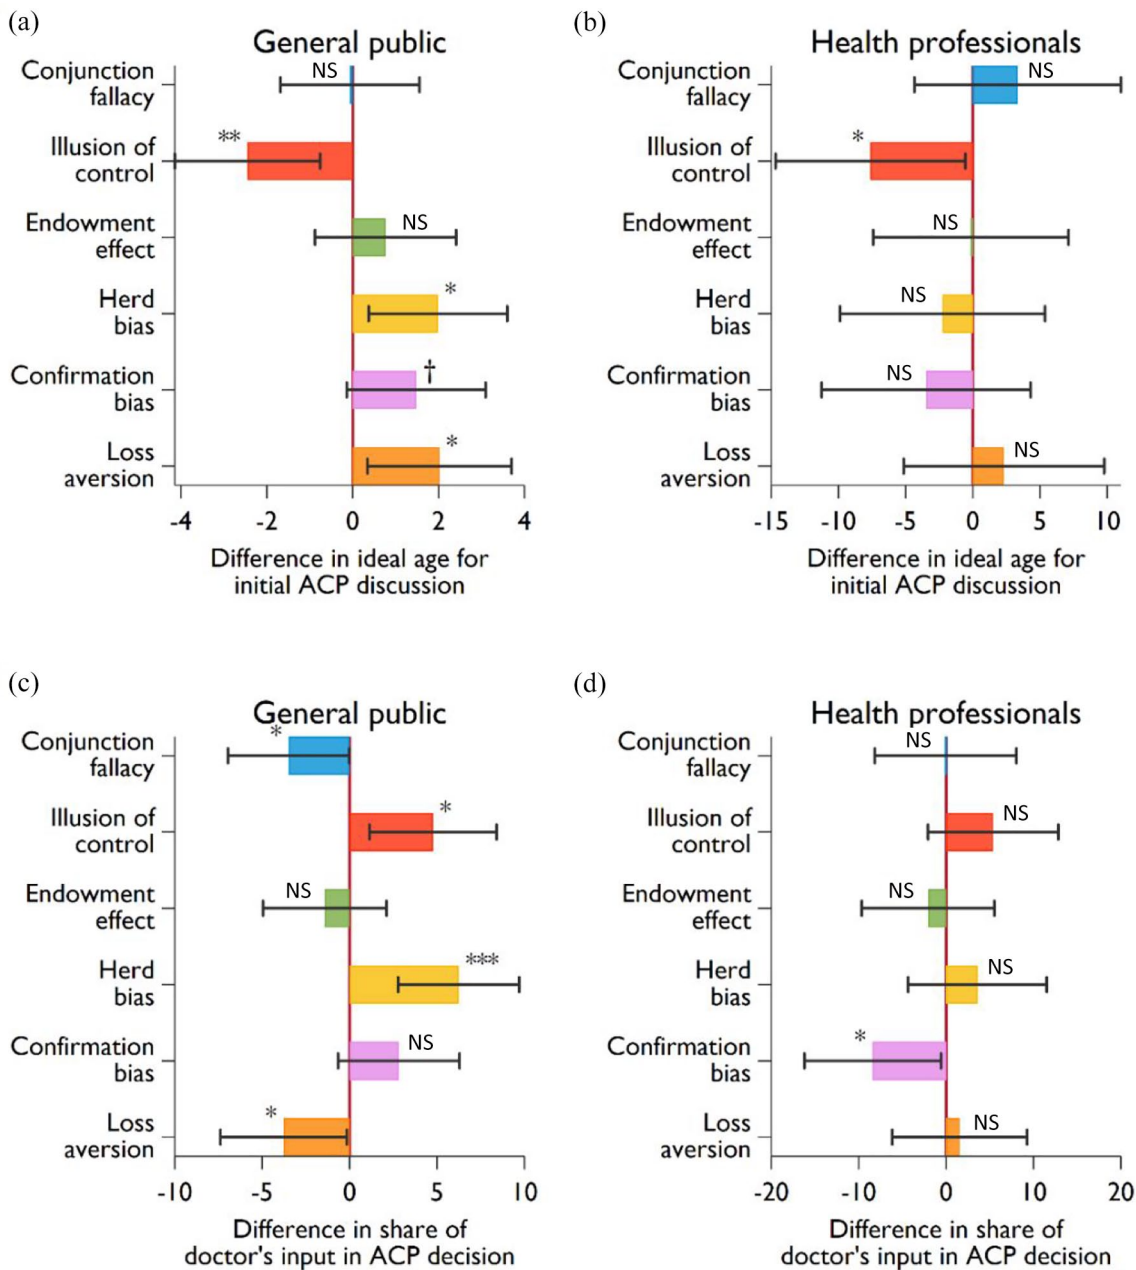 (a)
General public
Conjunction
fallacy
NS
Illusion of
control
**
Endowment
effect
NS
Herd
bias
*
Confirmation
bias
†
Loss
aversion
*
-4 -2 0 2 4
Difference in ideal age for
initial ACP discussion
(b)
Health professionals
Conjunction
fallacy
NS
Illusion of
control
*
Endowment
effect
NS
Herd
bias
NS
Confirmation
bias
NS
Loss
aversion
NS
-15 -10 -5 0 5 10
Difference in ideal age for
initial ACP discussion
(c)
General public
Conjunction
fallacy
*
Illusion of
control
*
Endowment
effect
NS
Herd
bias
***
Confirmation
bias
NS
Loss
aversion
*
-10 -5 0 5 10
Difference in share of
doctor's input in ACP decision
(d)
Health professionals
Conjunction
fallacy
NS
Illusion of
control
NS
Endowment
effect
NS
Herd
bias
NS
Confirmation
bias
*
Loss
aversion
NS
-20 -10 0 10 20
Difference in share of
doctor's input in ACP decision